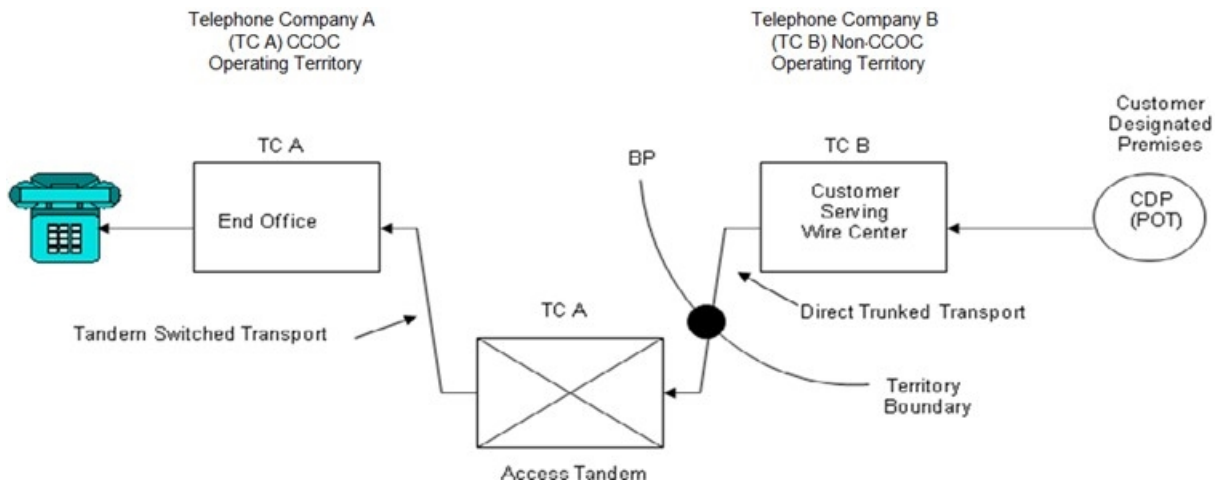 Telephone Company A
(TC A) CCOC
Operating Territory
Telephone Company B
(TC B) Non-CCOC
Operating Territory
Customer
Designated
Premises
TC A
BP
TC B
End Office
Customer
Serving
Wire Center
CDP
(POT)
Tandern Switched Transport
TC A
Direct Trunked Transport
Territory
Boundary
Access Tandem